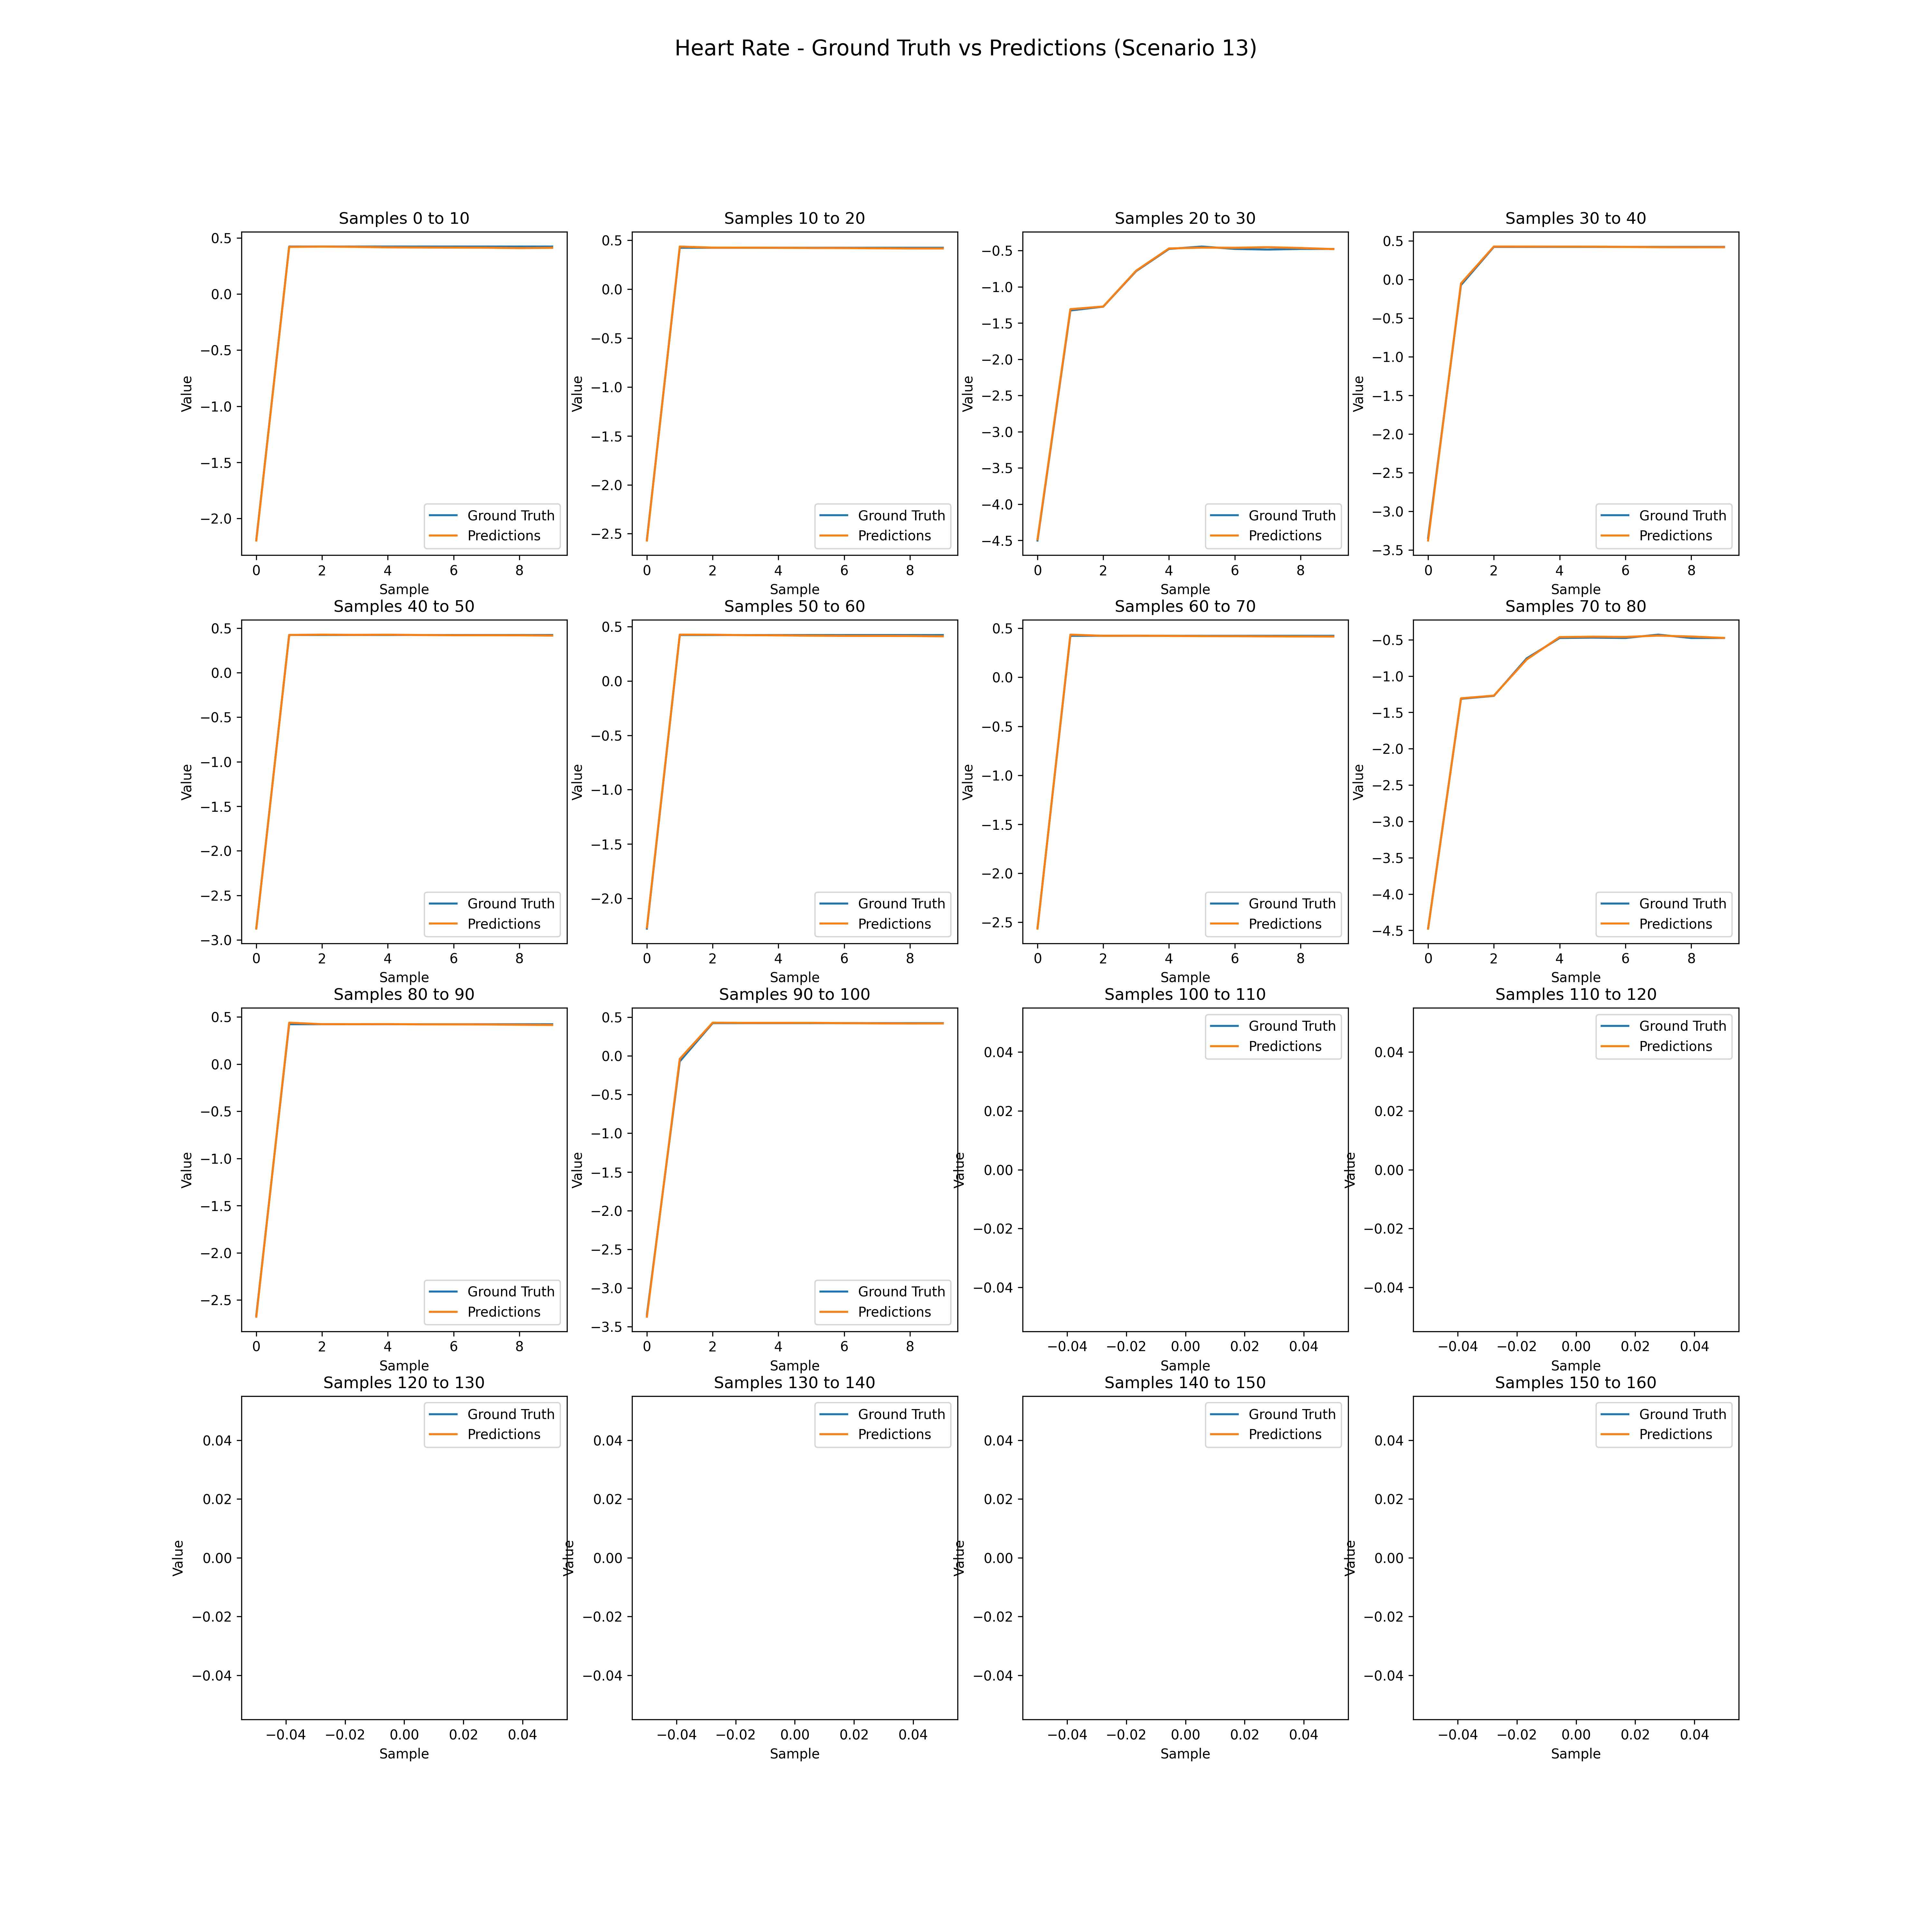 Heart Rate - Ground Truth vs Predictions (Scenario 13)
Samples 0 to 10
0.5
0.0
−0.5
−1.0
−1.5
−2.0
Value
0 2 4 6 8
Sample
Ground Truth
Predictions
Samples 10 to 20
0.5
0.0
−0.5
−1.0
−1.5
−2.0
−2.5
Value
0 2 4 6 8
Sample
Ground Truth
Predictions
Samples 20 to 30
−0.5
−1.0
−1.5
−2.0
−2.5
−3.0
−3.5
−4.0
−4.5
Value
0 2 4 6 8
Sample
Ground Truth
Predictions
Samples 30 to 40
0.5
0.0
−0.5
−1.0
−1.5
−2.0
−2.5
−3.0
−3.5
Value
0 2 4 6 8
Sample
Ground Truth
Predictions
Samples 40 to 50
0.5
0.0
−0.5
−1.0
−1.5
−2.0
−2.5
−3.0
Value
0 2 4 6 8
Sample
Ground Truth
Predictions
Samples 50 to 60
0.5
0.0
−0.5
−1.0
−1.5
−2.0
Value
0 2 4 6 8
Sample
Ground Truth
Predictions
Samples 60 to 70
0.5
0.0
−0.5
−1.0
−1.5
−2.0
−2.5
Value
0 2 4 6 8
Sample
Ground Truth
Predictions
Samples 70 to 80
−0.5
−1.0
−1.5
−2.0
−2.5
−3.0
−3.5
−4.0
−4.5
Value
0 2 4 6 8
Sample
Ground Truth
Predictions
Samples 80 to 90
0.5
0.0
−0.5
−1.0
−1.5
−2.0
−2.5
Value
0 2 4 6 8
Sample
Ground Truth
Predictions
Samples 90 to 100
0.5
0.0
−0.5
−1.0
−1.5
−2.0
−2.5
−3.0
−3.5
Value
0 2 4 6 8
Sample
Ground Truth
Predictions
Samples 100 to 110
0.04
0.02
0.00
−0.02
−0.04
Value
−0.04 −0.02 0.00 0.02 0.04
Sample
Ground Truth
Predictions
Samples 110 to 120
0.04
0.02
0.00
−0.02
−0.04
Value
−0.04 −0.02 0.00 0.02 0.04
Sample
Ground Truth
Predictions
Samples 120 to 130
0.04
0.02
0.00
−0.02
−0.04
Value
−0.04 −0.02 0.00 0.02 0.04
Sample
Ground Truth
Predictions
Samples 130 to 140
0.04
0.02
0.00
−0.02
−0.04
Value
−0.04 −0.02 0.00 0.02 0.04
Sample
Ground Truth
Predictions
Samples 140 to 150
0.04
0.02
0.00
−0.02
−0.04
Value
−0.04 −0.02 0.00 0.02 0.04
Sample
Ground Truth
Predictions
Samples 150 to 160
0.04
0.02
0.00
−0.02
−0.04
Value
−0.04 −0.02 0.00 0.02 0.04
Sample
Ground Truth
Predictions